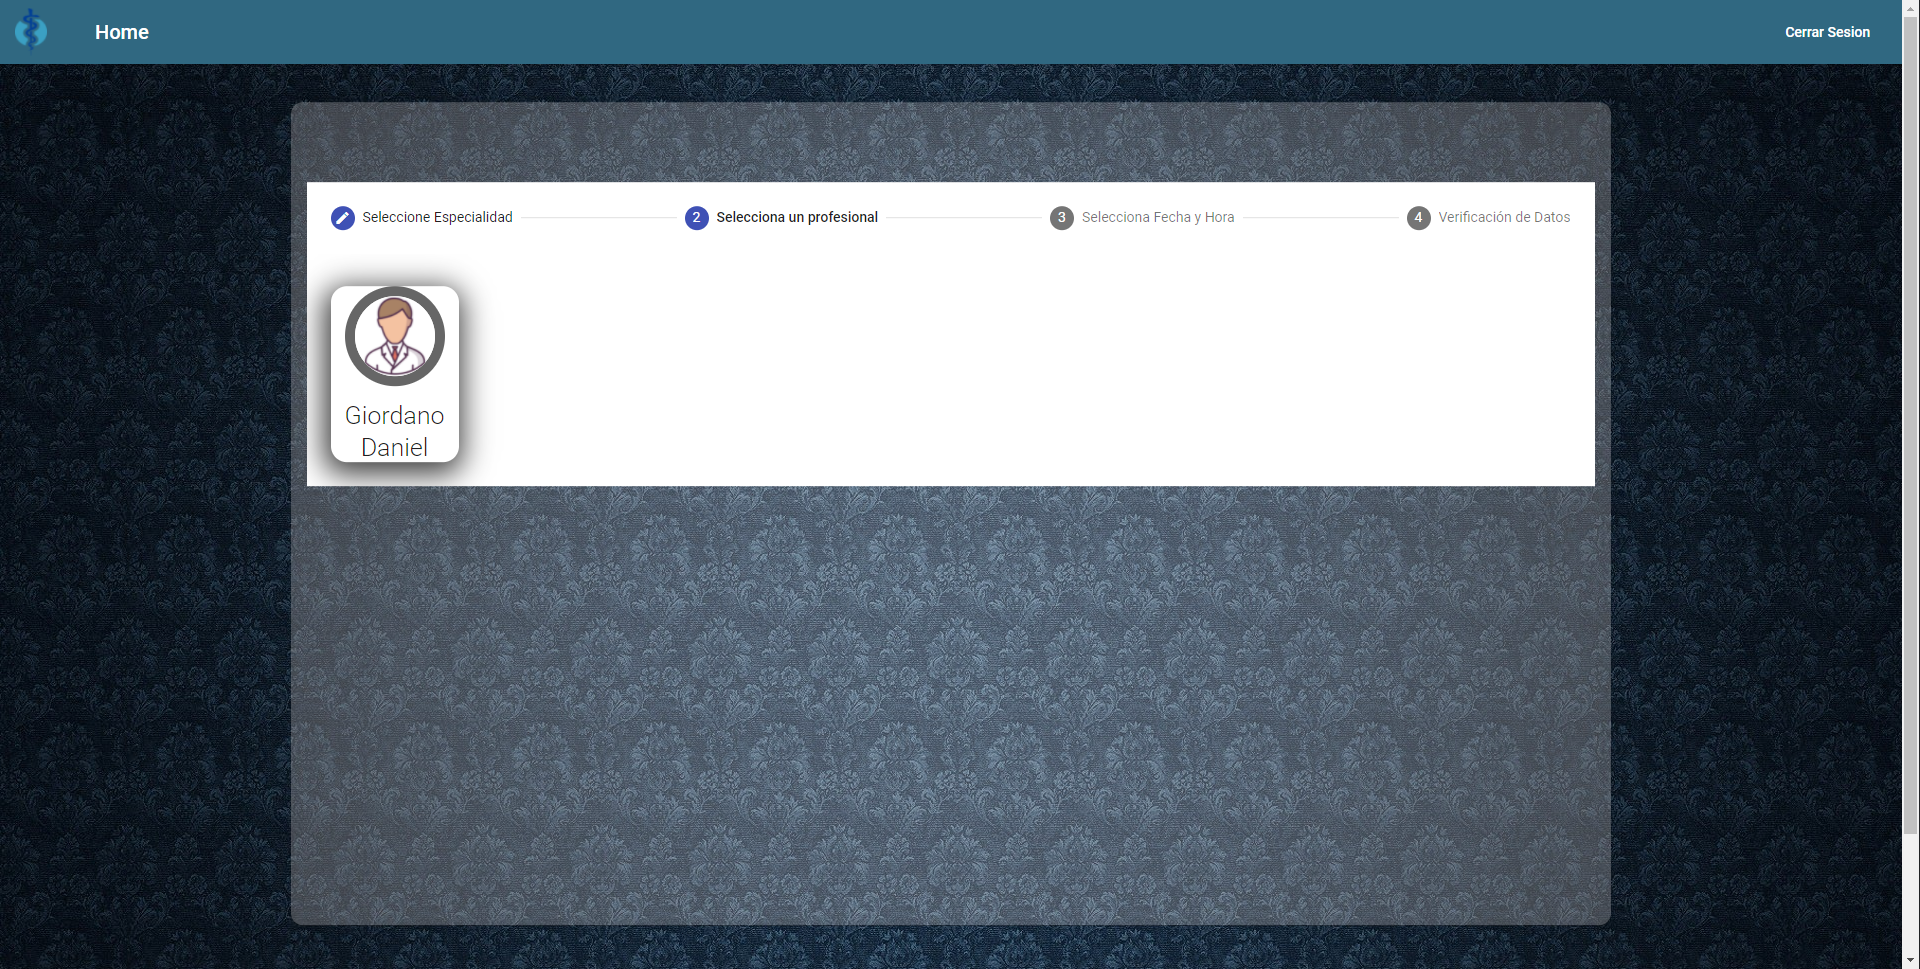 Home
Cerrar Sesion
Seleccione Especialidad
2 Selecciona un profesional
3 Selecciona Fecha y Hora
4 Verificación de Datos
Giordano
Daniel